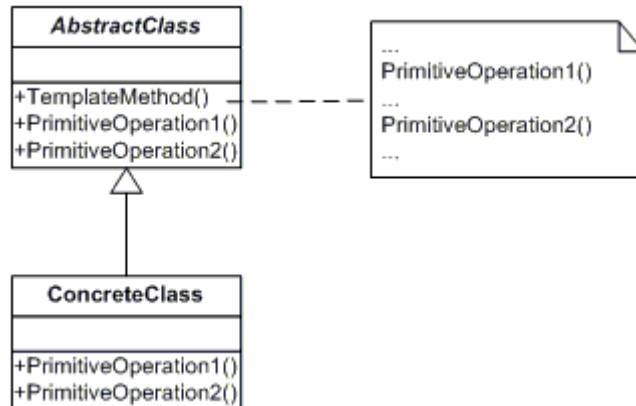 AbstractClass
+TemplateMethod()
+PrimitiveOperation1()
+PrimitiveOperation2()
...
PrimitiveOperation1()
...
PrimitiveOperation2()
...
ConcreteClass
+PrimitiveOperation1()
+PrimitiveOperation2()